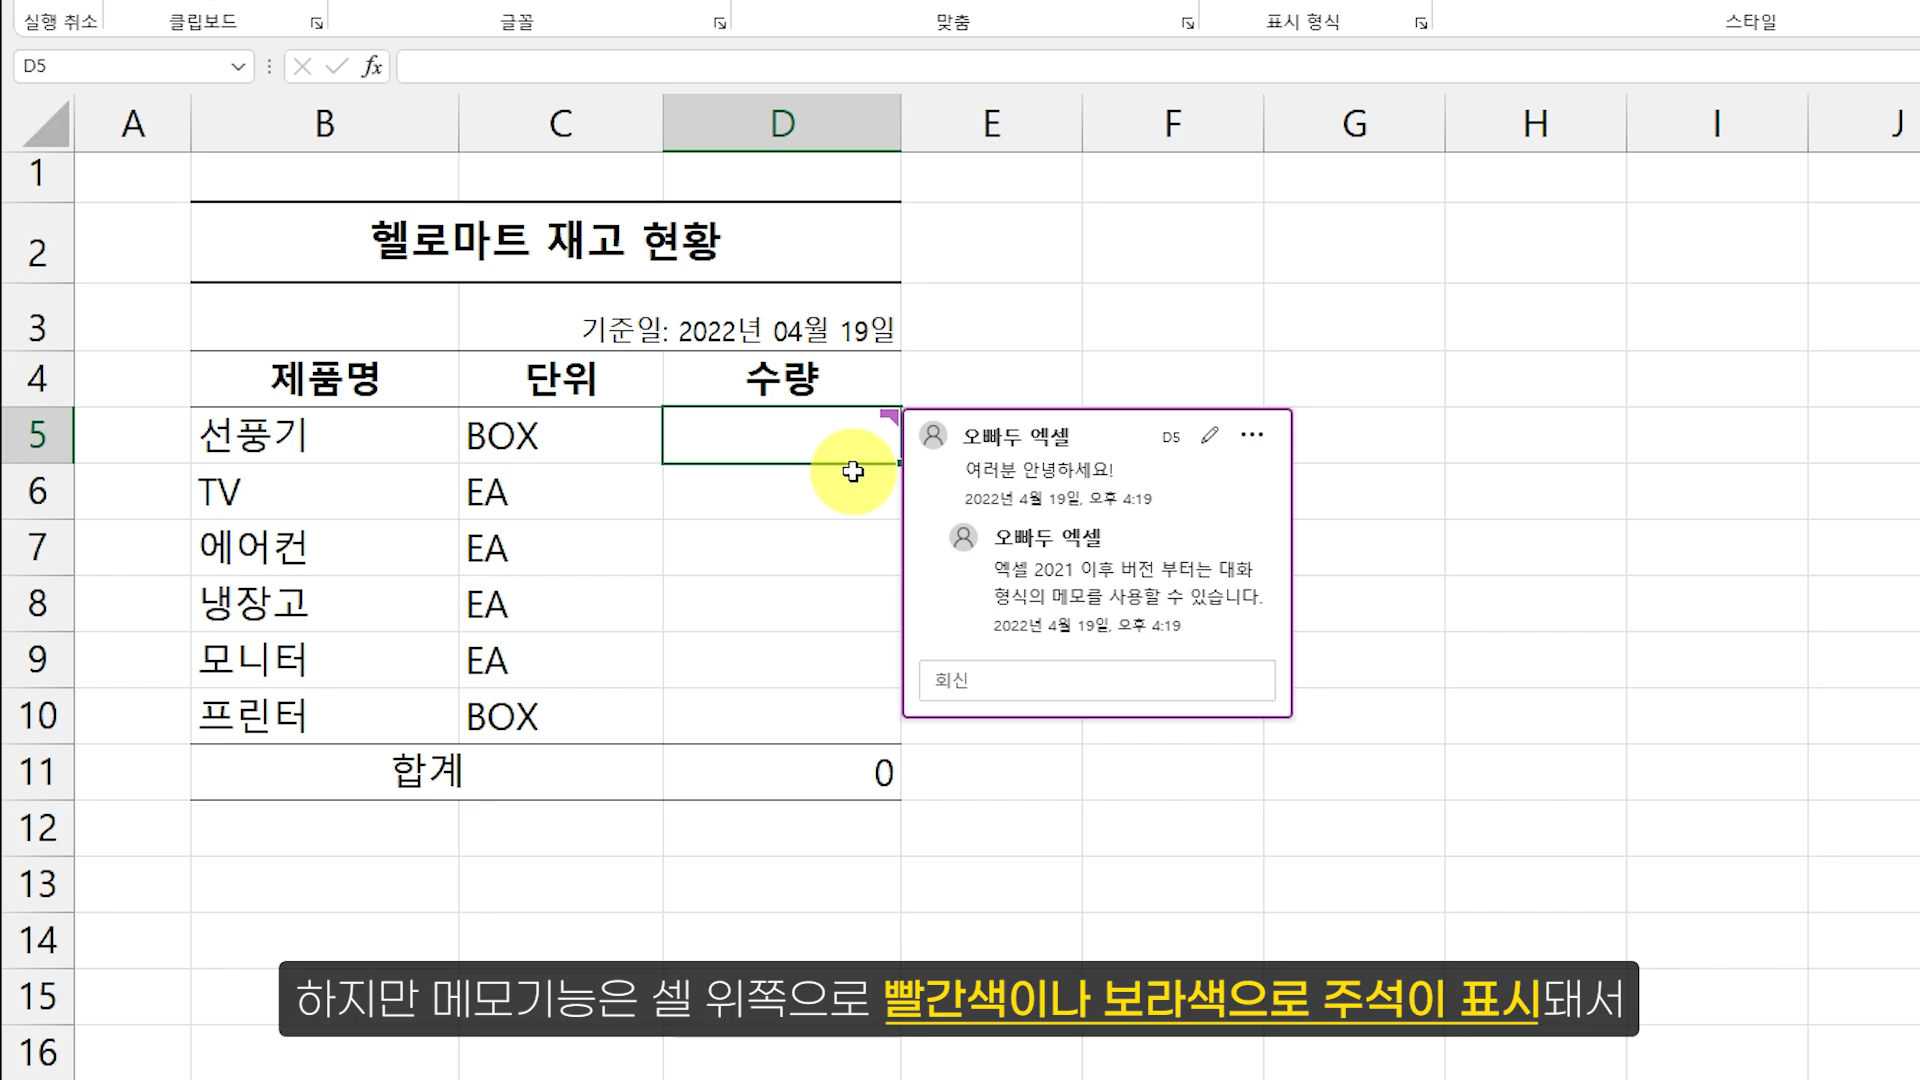 실행 취소 클립보드 글꼴 맞춤 표시 형식 스타일
D5 fx
A B C D E F G H I J
1
2 헬로마트 재고 현황
3 기준일: 2022년 04월 19일
4 제품명 단위 수량
5 선풍기 BOX
6 TV EA
7 에어컨 EA
8 냉장고 EA
9 모니터 EA
10 프린터 BOX
11 합계 0
12
13
14
15
16
오빠두 엑셀 D5
여러분 안녕하세요!
2022년 4월 19일, 오후 4:19
오빠두 엑셀
엑셀 2021 이후 버전 부터는 대화
형식의 메모를 사용할 수 있습니다.
2022년 4월 19일, 오후 4:19
회신
하지만 메모기능은 셀 위쪽으로 빨간색이나 보라색으로 주석이 표시돼서